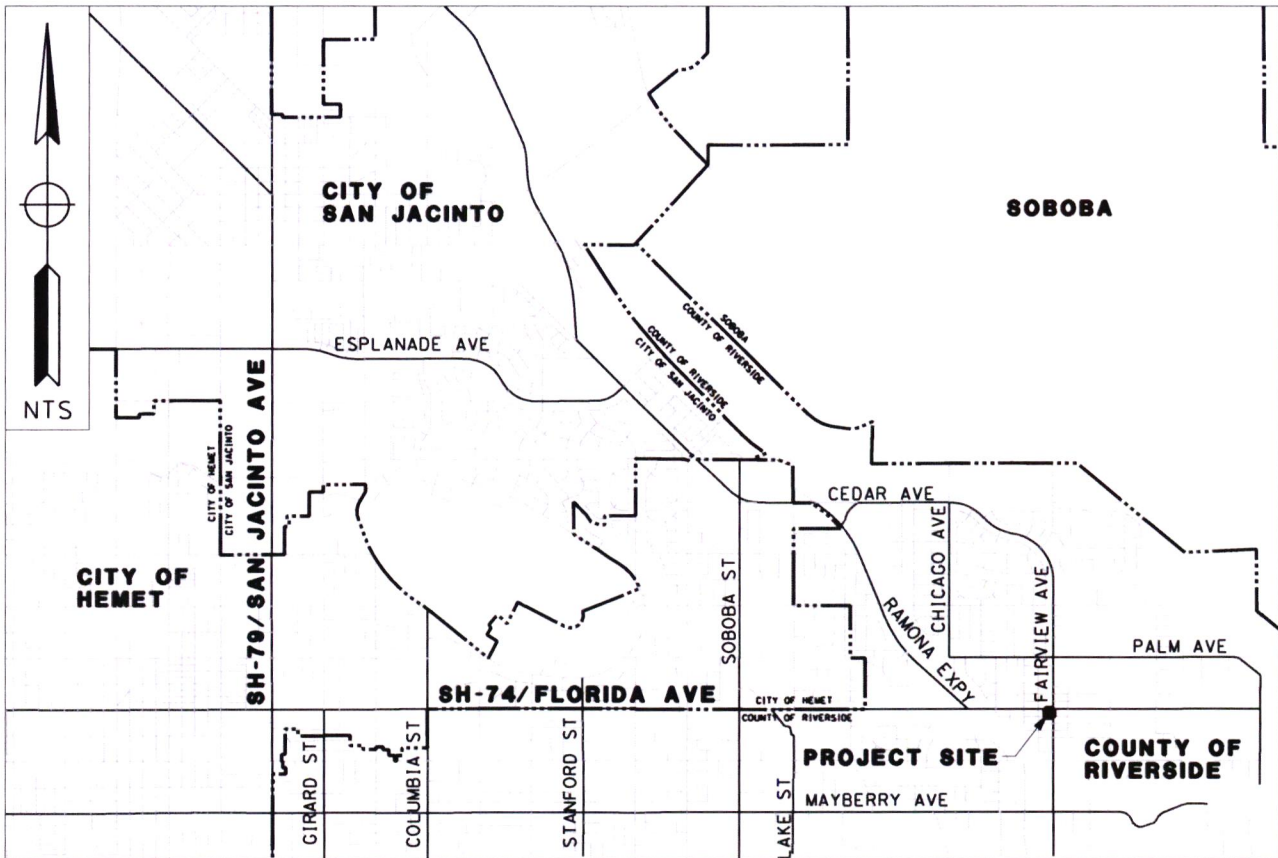 CITY OF
SAN JACINTO
SOBOBA
NTS
ESPLANADE AVE
SOBOBA
COUNTY OF RIVERSIDE
COUNTY OF RIVERSIDE
CITY OF SAN JACINTO
SH-79/SAN JACINTO AVE
CITY OF HEMET
CITY OF SAN JACINTO
CITY OF
HEMET
CEDAR AVE
CHICAGO AVE
SOBOBA ST
RAMONA EXPY
FAIRVIEW AVE
PALM AVE
SH-74/FLORIDA AVE
CITY OF HEMET
COUNTY OF RIVERSIDE
GIRARD ST
COLUMBIA ST
STANFORD ST
LAKE ST
PROJECT SITE
COUNTY OF
RIVERSIDE
MAYBERRY AVE